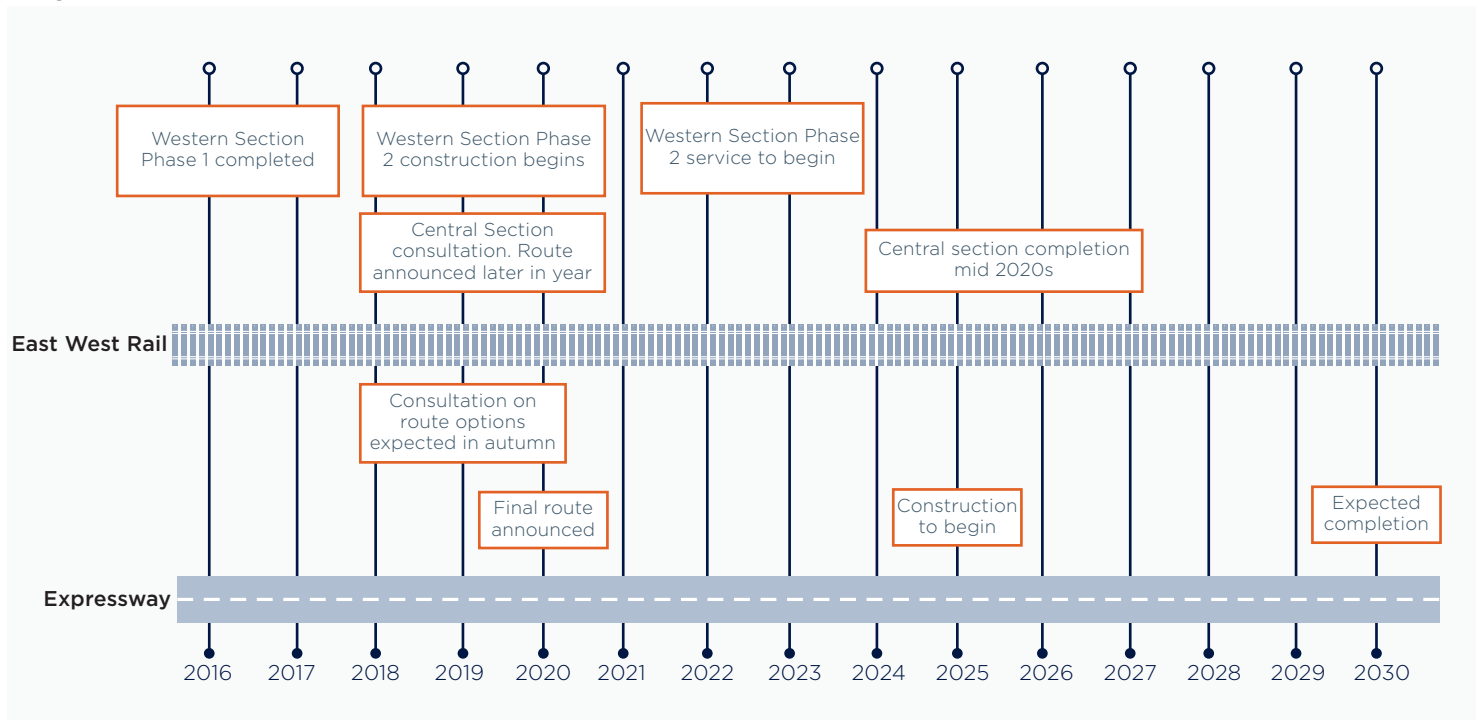 Western Section
Phase 1 completed
Western Section Phase
2 construction begins
Western Section Phase
2 service to begin
Central Section
consultation. Route
announced later in year
Central section completion
mid 2020s
East West Rail
Consultation on
route options
expected in autumn
Final route
announced
Construction
to begin
Expected
completion
Expressway
2016 2017 2018 2019 2020 2021 2022 2023 2024 2025 2026 2027 2028 2029 2030